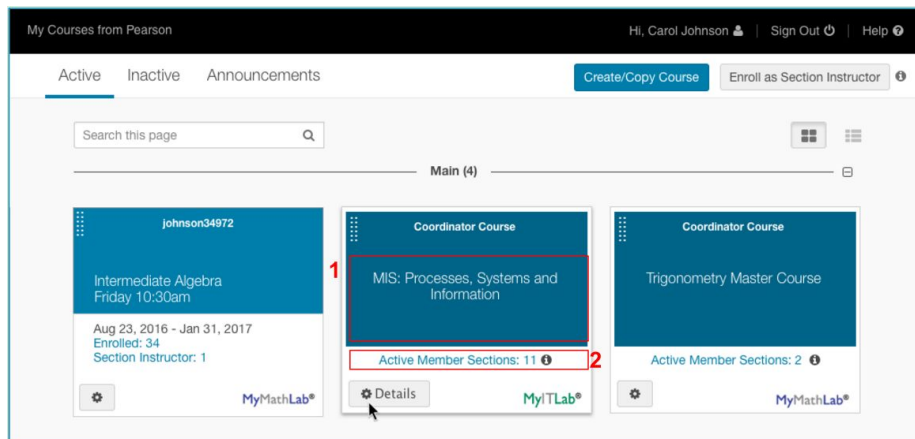 My Courses from Pearson
Hi, Carol Johnson
Sign Out
Help
Active
Inactive
Announcements
Create/Copy Course
Enroll as Section Instructor
Search this page
Main (4)
johnson34972
Intermediate Algebra
Friday 10:30am
Aug 23, 2016 - Jan 31, 2017
Enrolled: 34
Section Instructor: 1
MyMathLab®
1
Coordinator Course
MIS: Processes, Systems and
Information
Active Member Sections: 11
2
Details
MyITLab®
Coordinator Course
Trigonometry Master Course
Active Member Sections: 2
MyMathLab®